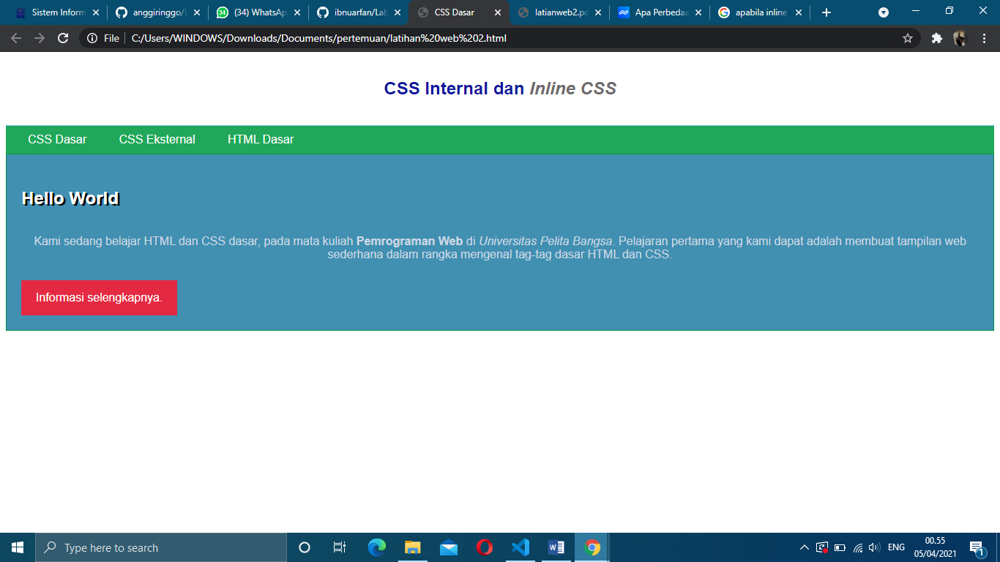 Sistem Inform
anggiringgo/l
(34) WhatsAp
ibnuarfan/Lab
CSS Dasar
latianweb2.pd
Apa Perbedaa
apabila inline
File
C:/Users/WINDOWS/Downloads/Documents/pertemuan/latihan%20web%202.html
CSS Internal dan Inline CSS
CSS Dasar
CSS Eksternal
HTML Dasar
Hello World
Kami sedang belajar HTML dan CSS dasar, pada mata kuliah Pemrograman Web di Universitas Pelita Bangsa. Pelajaran pertama yang kami dapat adalah membuat tampilan web
sederhana dalam rangka mengenal tag-tag dasar HTML dan CSS.
Informasi selengkapnya.
Type here to search
ENG
00.55
05/04/2021
1